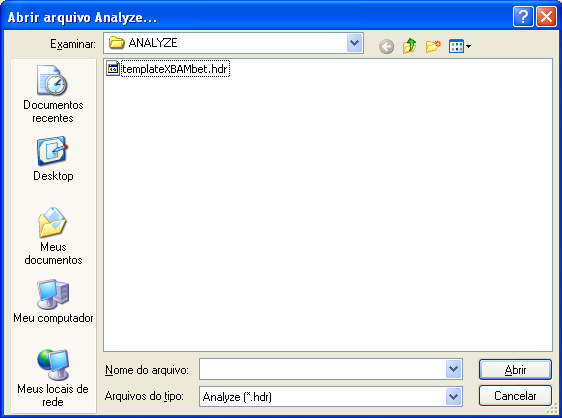 Abrir arquivo Analyze...
Examinar:
ANALYZE
templateXBAMbet.hdr
Documentos
recentes
Desktop
Meus
documentos
Meu computador
Meus locais de
rede
Nome do arquivo:
Abrir
Arquivos do tipo:
Analyze (*.hdr)
Cancelar